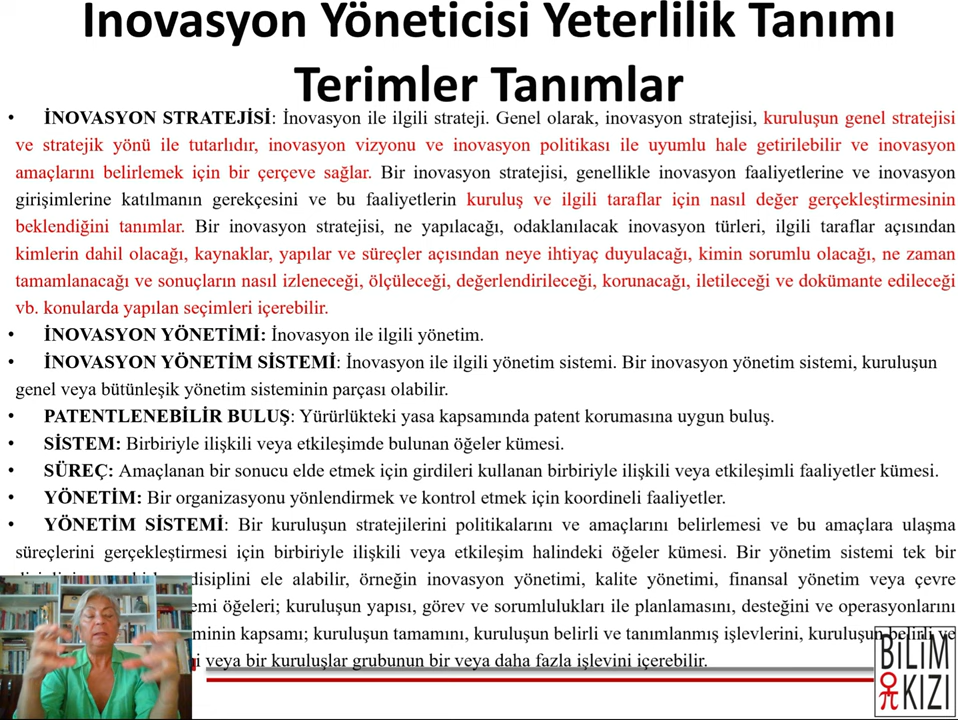 İnovasyon Yöneticisi Yeterlilik Tanımı
Terimler Tanımlar
• İNOVASYON STRATEJİSİ: İnovasyon ile ilgili strateji. Genel olarak, inovasyon stratejisi, kuruluşun genel stratejisi
ve stratejik yönü ile tutarlıdır, inovasyon vizyonu ve inovasyon politikası ile uyumlu hale getirilebilir ve inovasyon
amaçlarını belirlemek için bir çerçeve sağlar. Bir inovasyon stratejisi, genellikle inovasyon faaliyetlerine ve inovasyon
girişimlerine katılmanın gerekçesini ve bu faaliyetlerin kuruluş ve ilgili taraflar için nasıl değer gerçekleştirmesinin
beklendiğini tanımlar. Bir inovasyon stratejisi, ne yapılacağı, odaklanılacak inovasyon türleri, ilgili taraflar açısından
kimlerin dahil olacağı, kaynaklar, yapılar ve süreçler açısından neye ihtiyaç duyulacağı, kimin sorumlu olacağı, ne zaman
tamamlanacağı ve sonuçların nasıl izleneceği, ölçüleceği, değerlendirileceği, korunacağı, iletileceği ve dokümante edileceği
vb. konularda yapılan seçimleri içerebilir.
• İNOVASYON YÖNETİMİ: İnovasyon ile ilgili yönetim.
• İNOVASYON YÖNETİM SİSTEMİ: İnovasyon ile ilgili yönetim sistemi. Bir inovasyon yönetim sistemi, kuruluşun
genel veya bütünleşik yönetim sisteminin parçası olabilir.
• PATENTLENEBİLİR BULUŞ: Yürürlükteki yasa kapsamında patent korumasına uygun buluş.
• SİSTEM: Birbiriyle ilişkili veya etkileşimde bulunan öğeler kümesi.
• SÜREÇ: Amaçlanan bir sonucu elde etmek için girdileri kullanan birbiriyle ilişkili veya etkileşimli faaliyetler kümesi.
• YÖNETİM: Bir organizasyonu yönlendirmek ve kontrol etmek için koordineli faaliyetler.
• YÖNETİM SİSTEMİ: Bir kuruluşun stratejilerini politikalarını ve amaçlarını belirlemesi ve bu amaçlara ulaşma
süreçlerini gerçekleştirmesi için birbiriyle ilişkili veya etkileşim halindeki öğeler kümesi. Bir yönetim sistemi tek bir
disiplini ele alabilir, örneğin inovasyon yönetimi, kalite yönetimi, finansal yönetim veya çevre
emi öğeleri; kuruluşun yapısı, görev ve sorumlulukları ile planlamasını, desteğini ve operasyonlarını
minin kapsamı; kuruluşun tamamını, kuruluşun belirli ve tanımlanmış işlevlerini, kuruluşun belirli ve
i veya bir kuruluşlar grubunun bir veya daha fazla işlevini içerebilir.
BİLİM
KIZI